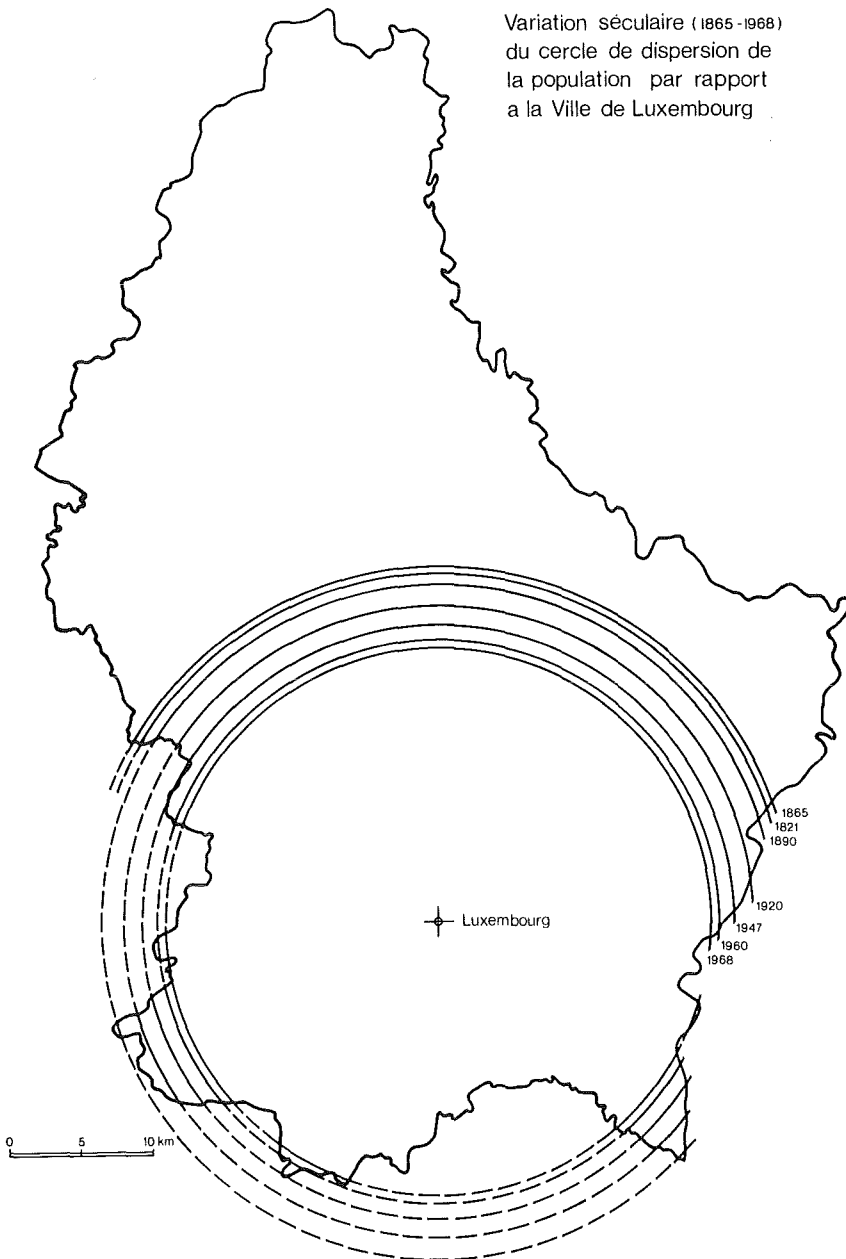 Variation séculaire (1865-1968)
du cercle de dispersion de
la population par rapport
a la Ville de Luxembourg
1865
1821
1890
1920
Luxembourg
1947
1960
1968
0 5 10 km